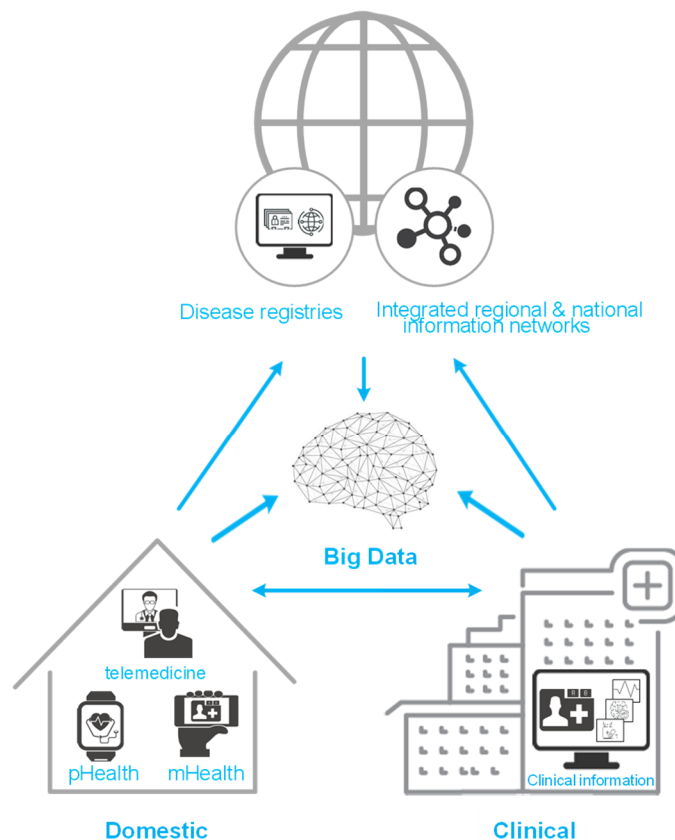 Disease registries
Integrated regional & national
information networks
Big Data
telemedicine
pHealth
mHealth
Clinical information
Domestic
Clinical